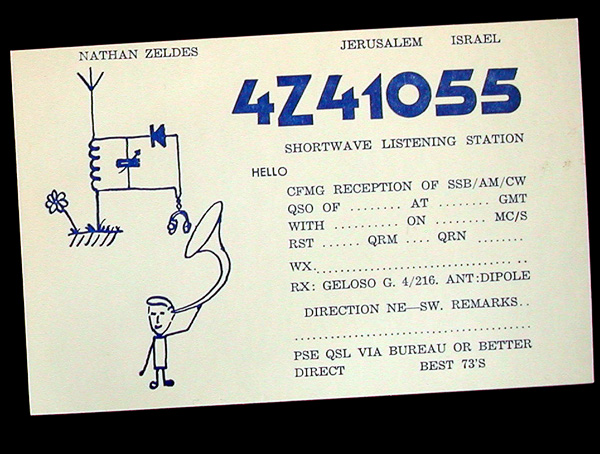 NATHAN ZELDES
JERUSALEM ISRAEL
4Z41055
SHORTWAVE LISTENING STATION
HELLO
CFMG RECEPTION OF SSB/AM/CW
QSO OF ........ AT ........ GMT
WITH .......... ON ........ MC/S
RST ...... QRM .... QRN ........
WX.................................. ..
RX: GELOSO G. 4/216. ANT:DIPOLE
DIRECTION NE—SW. REMARKS..
........................................
PSE QSL VIA BUREAU OR BETTER
DIRECT BEST 73'S